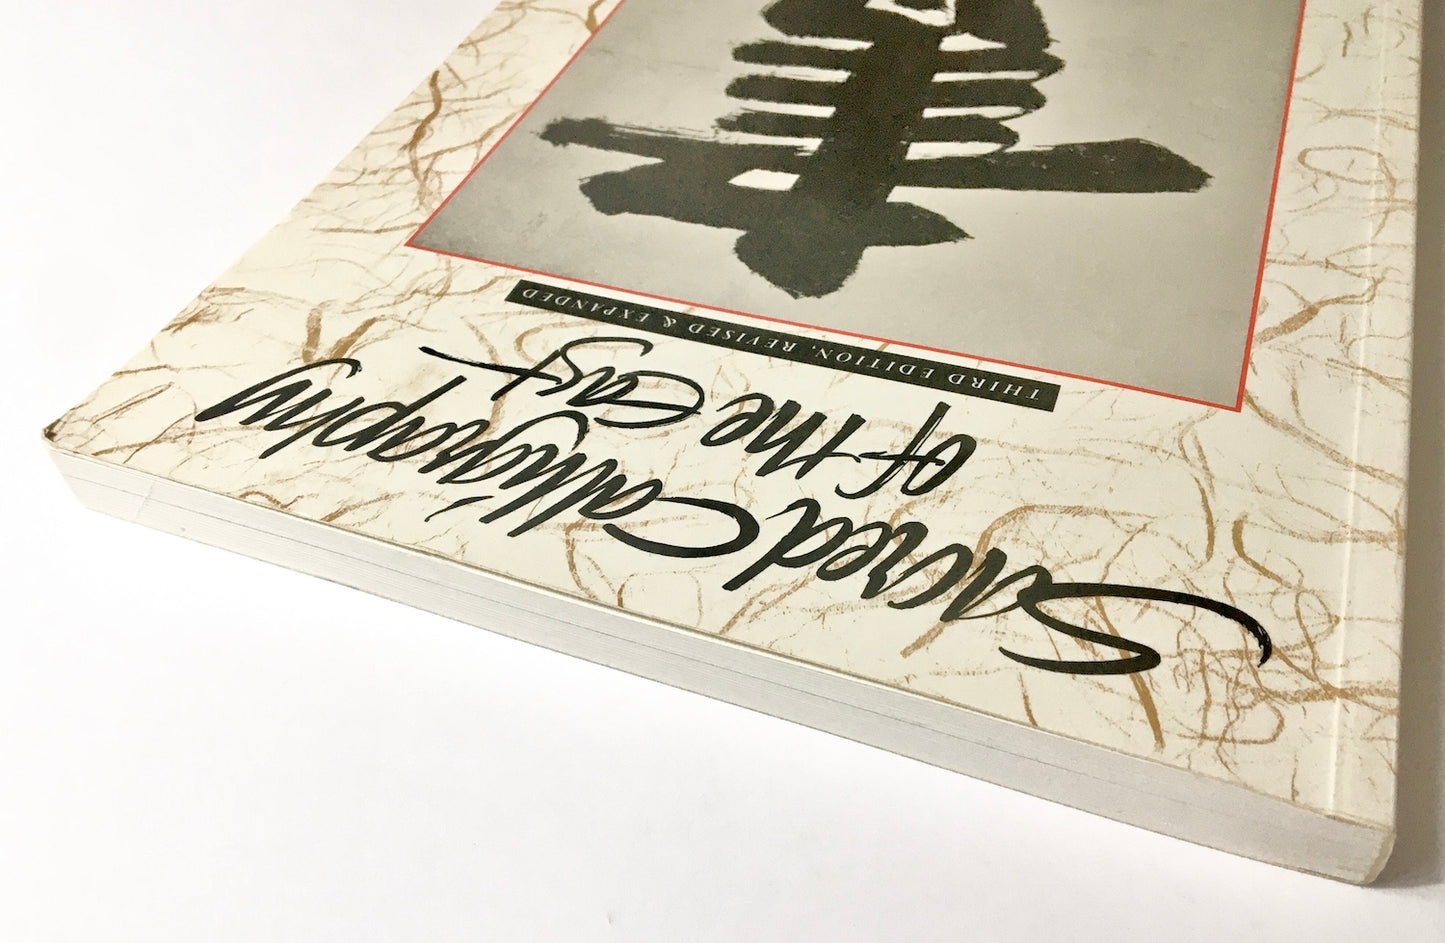 Sacred Calligraphy
of the East
THIRD EDITION, REVISED & EXPANDED